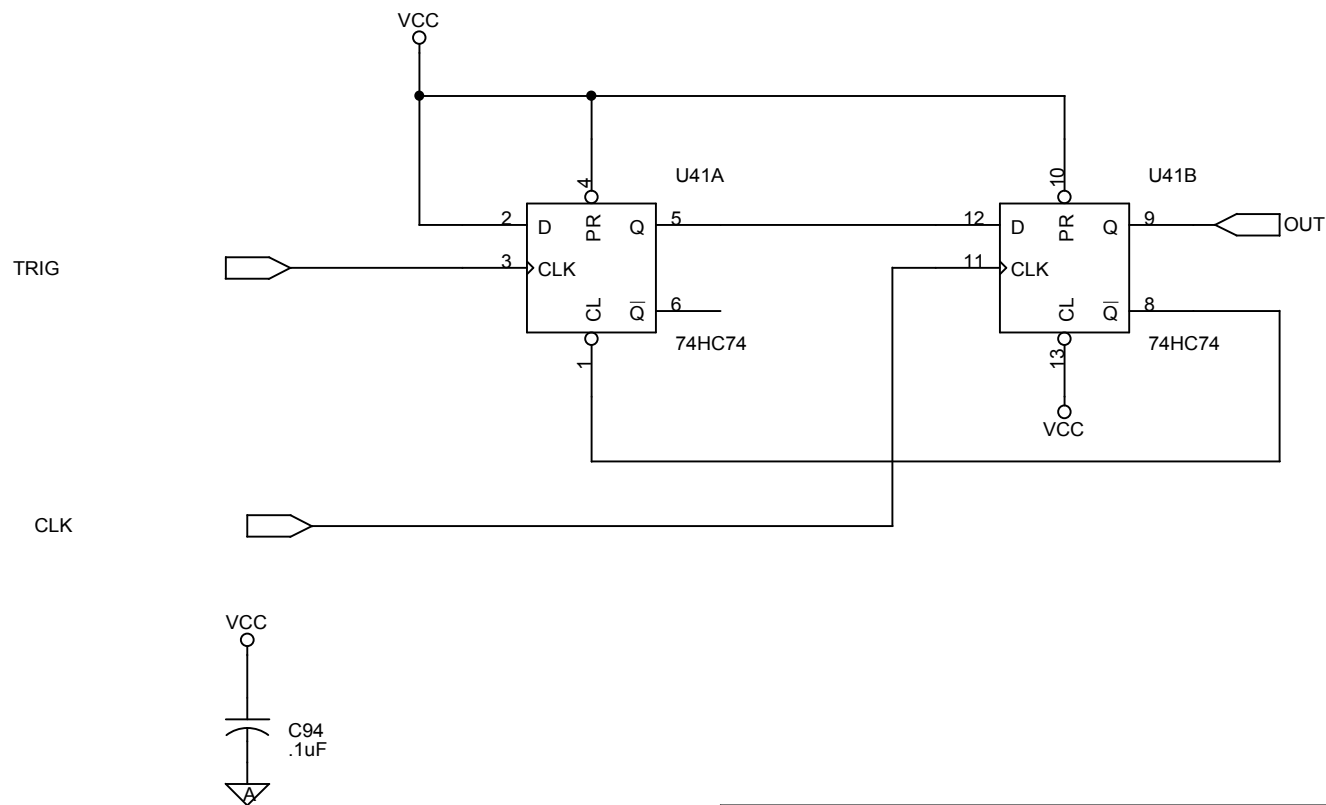 VCC
U41A
U41B
4
10
2
D
PR
Q
5
12
D
PR
Q
9
OUT
TRIG
3
CLK
11
CLK
CL
Q̅
6
CL
Q̅
8
1
74HC74
13
74HC74
VCC
CLK
VCC
C94
.1uF
A